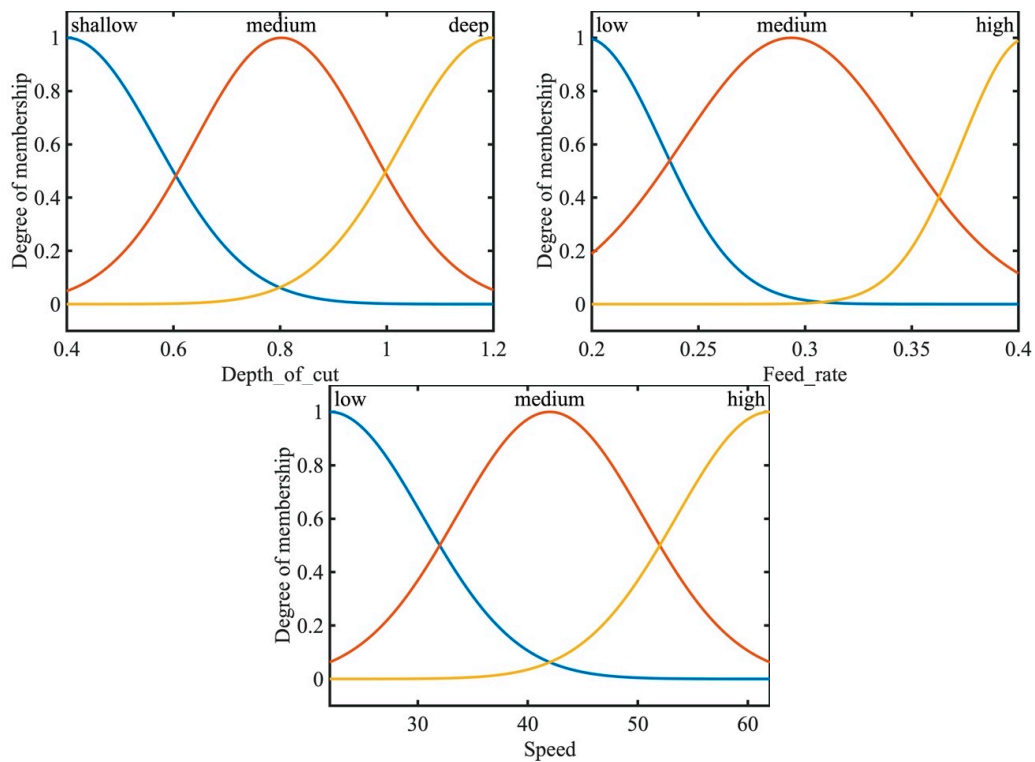 shallow medium deep
1
0.8
0.6
0.4
0.2
0
Degree of membership
0.4 0.6 0.8 1 1.2
Depth_of_cut
low medium high
1
0.8
0.6
0.4
0.2
0
Degree of membership
0.2 0.25 0.3 0.35 0.4
Feed_rate
low medium high
1
0.8
0.6
0.4
0.2
0
Degree of membership
30 40 50 60
Speed